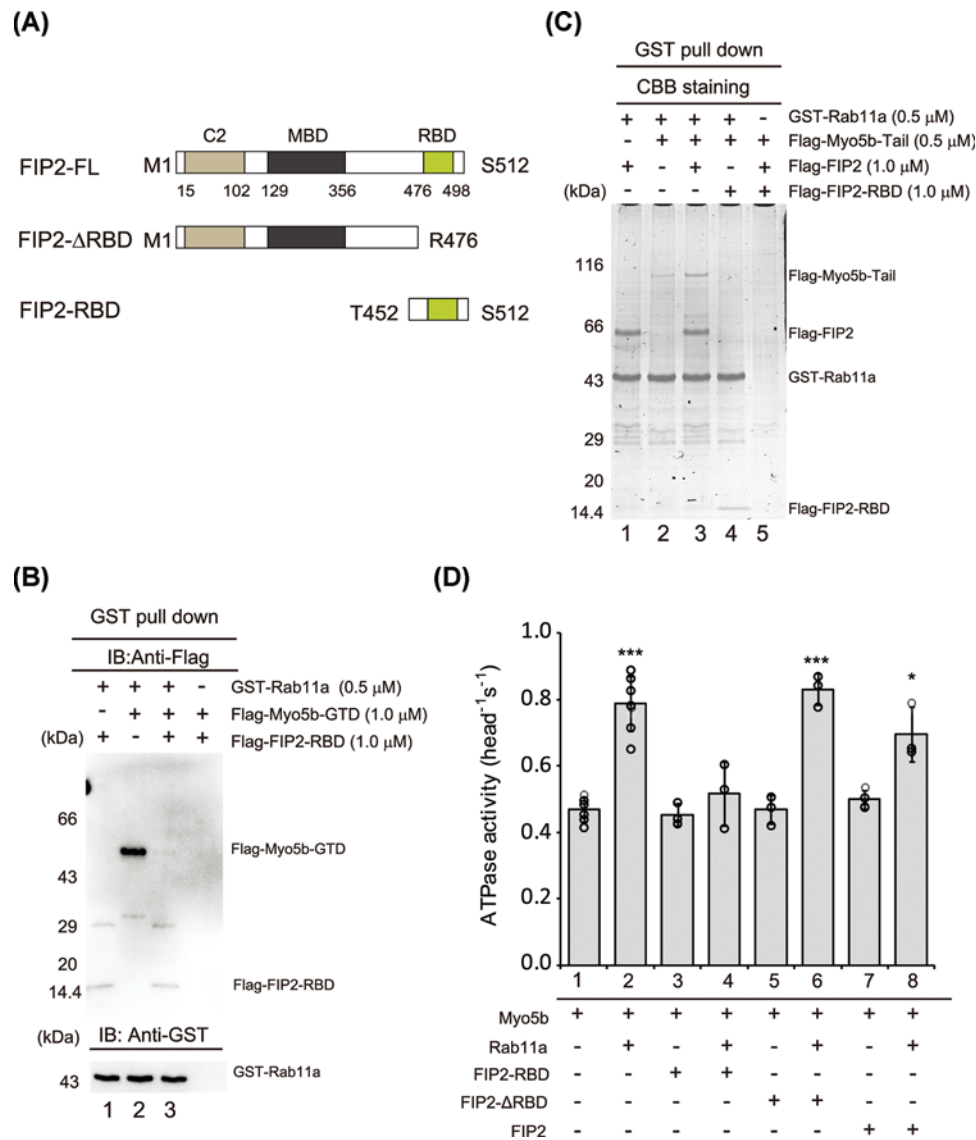 (A)
C2 MBD RBD
FIP2-FL M1 S512
15 102 129 356 476 498
FIP2-ΔRBD M1 R476
FIP2-RBD T452 S512
(B)
GST pull down
IB:Anti-Flag
+ + + - GST-Rab11a (0.5 μM)
- + + + Flag-Myo5b-GTD (1.0 μM)
(kDa) + - + + Flag-FIP2-RBD (1.0 μM)
66
Flag-Myo5b-GTD
43
29
20
14.4 Flag-FIP2-RBD
(kDa) IB: Anti-GST
43 GST-Rab11a
1 2 3
(C)
GST pull down
CBB staining
+ + + + - GST-Rab11a (0.5 μM)
- + + + + Flag-Myo5b-Tail (0.5 μM)
+ - + - + Flag-FIP2 (1.0 μM)
(kDa) - - - + + Flag-FIP2-RBD (1.0 μM)
116 Flag-Myo5b-Tail
66 Flag-FIP2
43 GST-Rab11a
29
20
14.4 Flag-FIP2-RBD
1 2 3 4 5
(D)
ATPase activity (head⁻¹s⁻¹)
1.0
0.8
0.6
0.4
0.2
0.0
*** *** *
1 2 3 4 5 6 7 8
Myo5b + + + + + + + +
Rab11a - + - + - + - +
FIP2-RBD - - + + - - - -
FIP2-ΔRBD - - - - + + - -
FIP2 - - - - - - + +